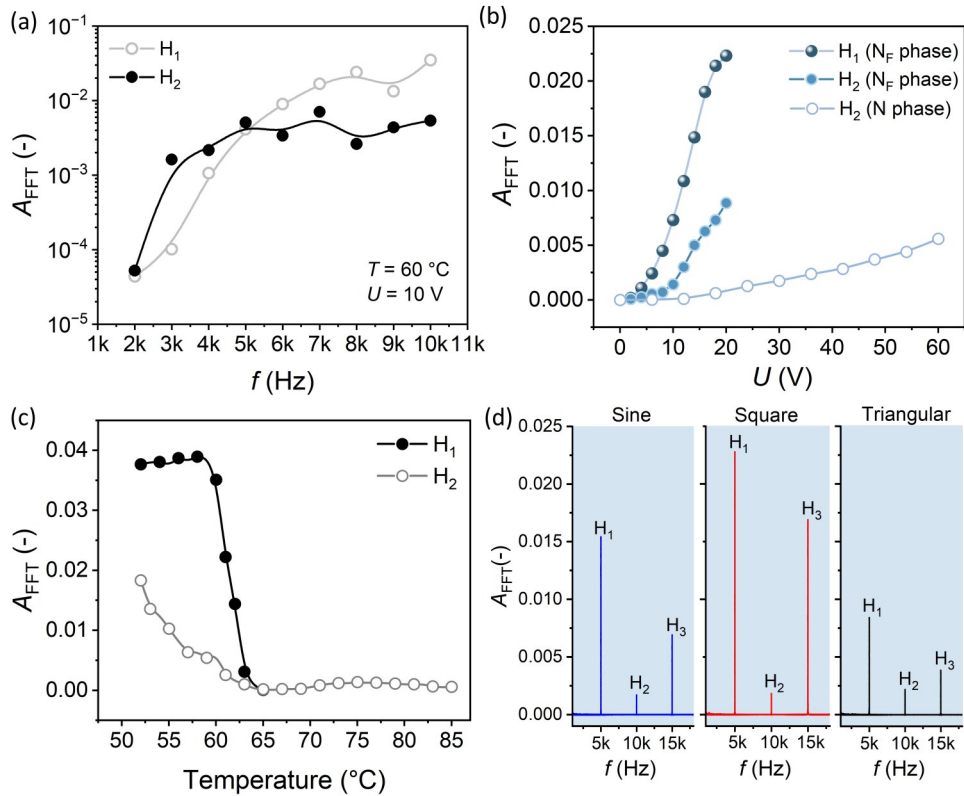 (a)
10⁻¹
10⁻²
10⁻³
10⁻⁴
10⁻⁵
A_FFT (-)
H₁
H₂
T = 60 °C
U = 10 V
1k 2k 3k 4k 5k 6k 7k 8k 9k 10k 11k
f (Hz)
(b)
0.025
0.020
0.015
0.010
0.005
0.000
A_FFT (-)
H₁ (N_F phase)
H₂ (N_F phase)
H₂ (N phase)
0 10 20 30 40 50 60
U (V)
(c)
0.04
0.03
0.02
0.01
0.00
A_FFT (-)
H₁
H₂
50 55 60 65 70 75 80 85
Temperature (°C)
(d)
Sine Square Triangular
0.025
0.020
0.015
0.010
0.005
0.000
A_FFT(-)
H₁
H₂
H₃
H₁
H₂
H₃
H₁
H₂
H₃
5k 10k 15k 5k 10k 15k 5k 10k 15k
f (Hz) f (Hz) f (Hz)